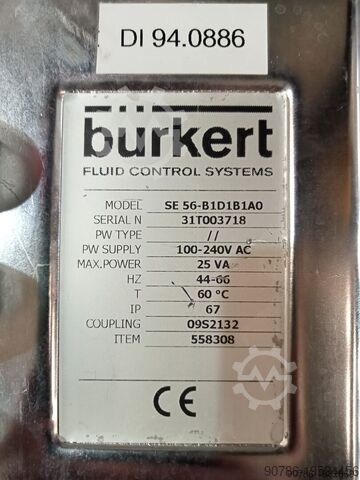 DI 94.0886
bürkert
FLUID CONTROL SYSTEMS
MODEL SE 56-B1D1B1A0
SERIAL N 31T003718
PW TYPE //
PW SUPPLY 100-240V AC
MAX.POWER 25 VA
HZ 44-66
T 60 °C
IP 67
COUPLING 09S2132
ITEM 558308
CE